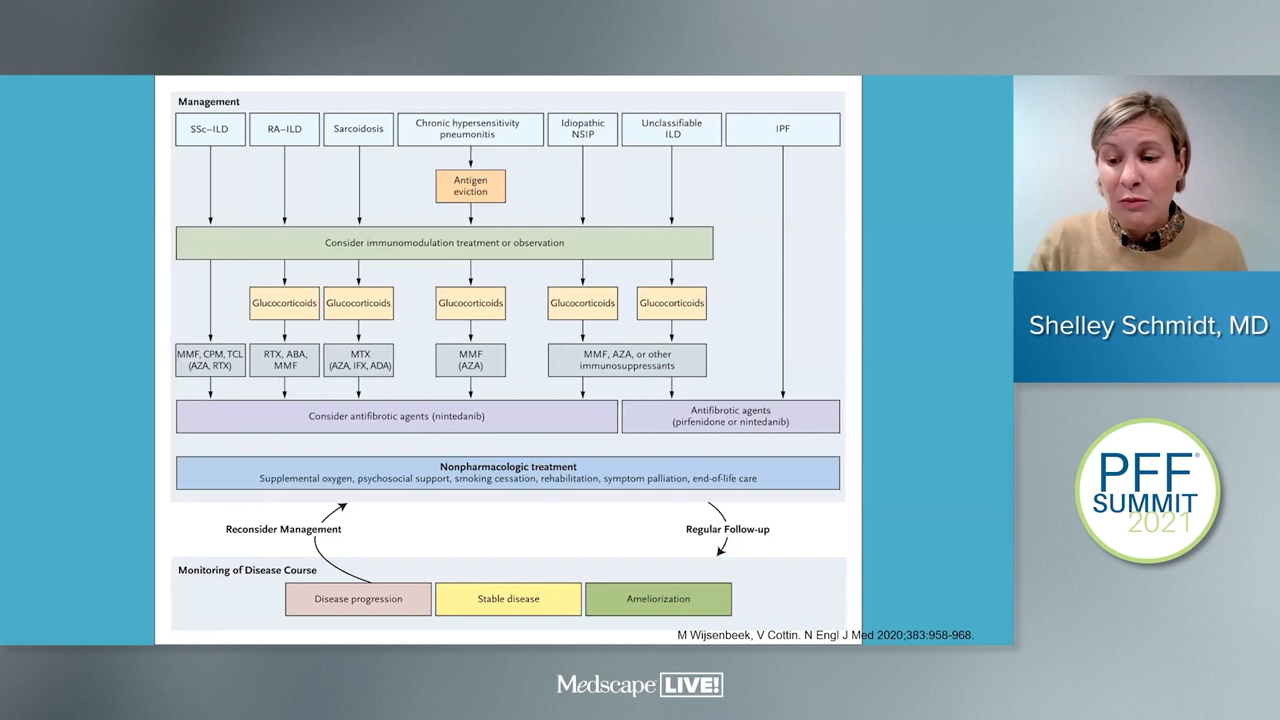 Management
SSc–ILD
RA–ILD
Sarcoidosis
Chronic hypersensitivity
pneumonitis
Idiopathic
NSIP
Unclassifiable
ILD
IPF
Antigen
eviction
Consider immunomodulation treatment or observation
Glucocorticoids
Glucocorticoids
Glucocorticoids
Glucocorticoids
Glucocorticoids
MMF, CPM, TCL
(AZA, RTX)
RTX, ABA,
MMF
MTX
(AZA, IFX, ADA)
MMF
(AZA)
MMF, AZA, or other
immunosuppressants
Consider antifibrotic agents (nintedanib)
Antifibrotic agents
(pirfenidone or nintedanib)
Nonpharmacologic treatment
Supplemental oxygen, psychosocial support, smoking cessation, rehabilitation, symptom palliation, end-of-life care
Reconsider Management
Regular Follow-up
Monitoring of Disease Course
Disease progression
Stable disease
Ameliorization
M Wijsenbeek, V Cottin. N Engl J Med 2020;383:958-968.
Shelley Schmidt, MD
PFF®
SUMMIT
2021
Medscape LIVE!